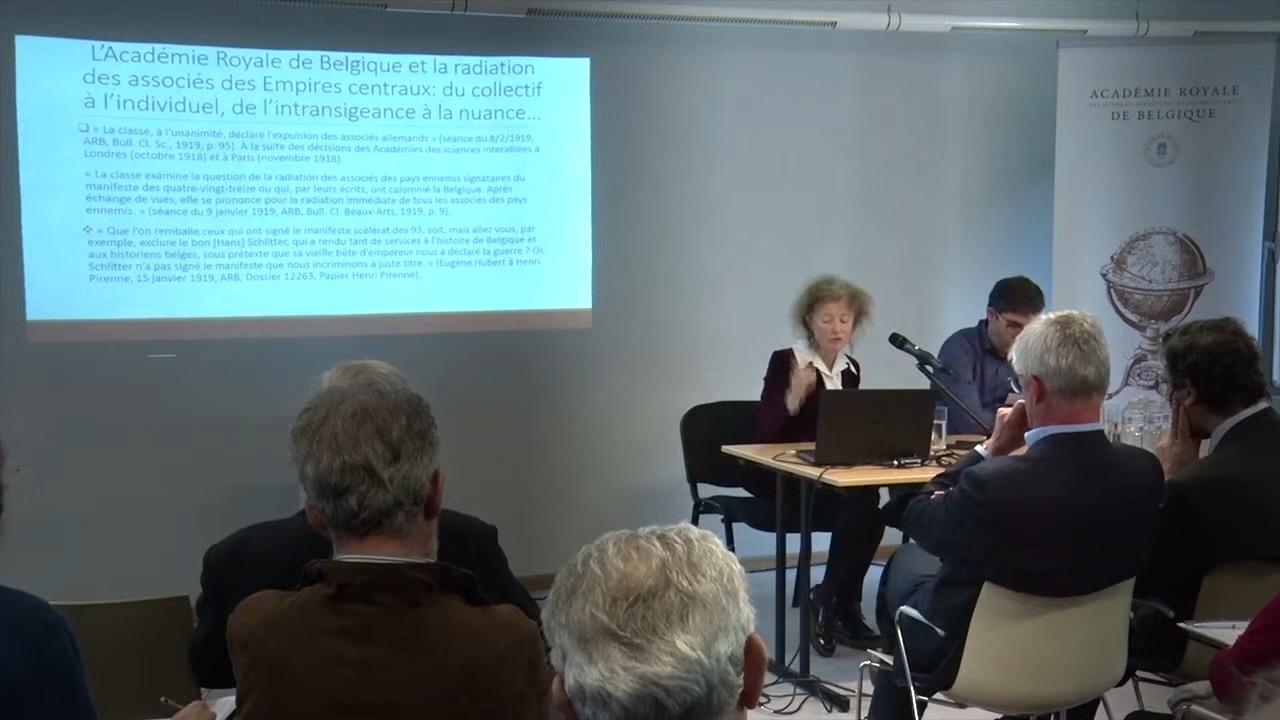 L'Académie Royale de Belgique et la radiation
des associés des Empires centraux: du collectif
à l'individuel, de l'intransigeance à la nuance...
❑ « La classe, à l'unanimité, déclare l'expulsion des associés allemands » (séance du 8/2/1919,
ARB, Bull. Cl. Sc., 1919, p. 95). À la suite des décisions des Académies des sciences interalliées à
Londres (octobre 1918) et à Paris (novembre 1918).
« La classe examine la question de la radiation des associés des pays ennemis signataires du
manifeste des quatre-vingt-treize ou qui, par leurs écrits, ont calomnié la Belgique. Après
échange de vues, elle se prononce pour la radiation immédiate de tous les associés des pays
ennemis. » (séance du 9 janvier 1919, ARB, Bull. Cl. Beaux-Arts, 1919, p. 9).
❖ « Que l'on remballe ceux qui ont signé le manifeste scélérat des 93, soit, mais allez vous, par
exemple, exclure le bon [Hans] Schlitter, qui a rendu tant de services à l'histoire de Belgique et
aux historiens belges, sous prétexte que sa vieille bête d'empereur nous a déclaré la guerre ? Or,
Schlitter n'a pas signé le manifeste que nous incriminons à juste titre. » (Eugène Hubert à Henri
Pirenne, 15 janvier 1919, ARB, Dossier 12263, Papier Henri Pirenne).
ACADÉMIE ROYALE
DE BELGIQUE